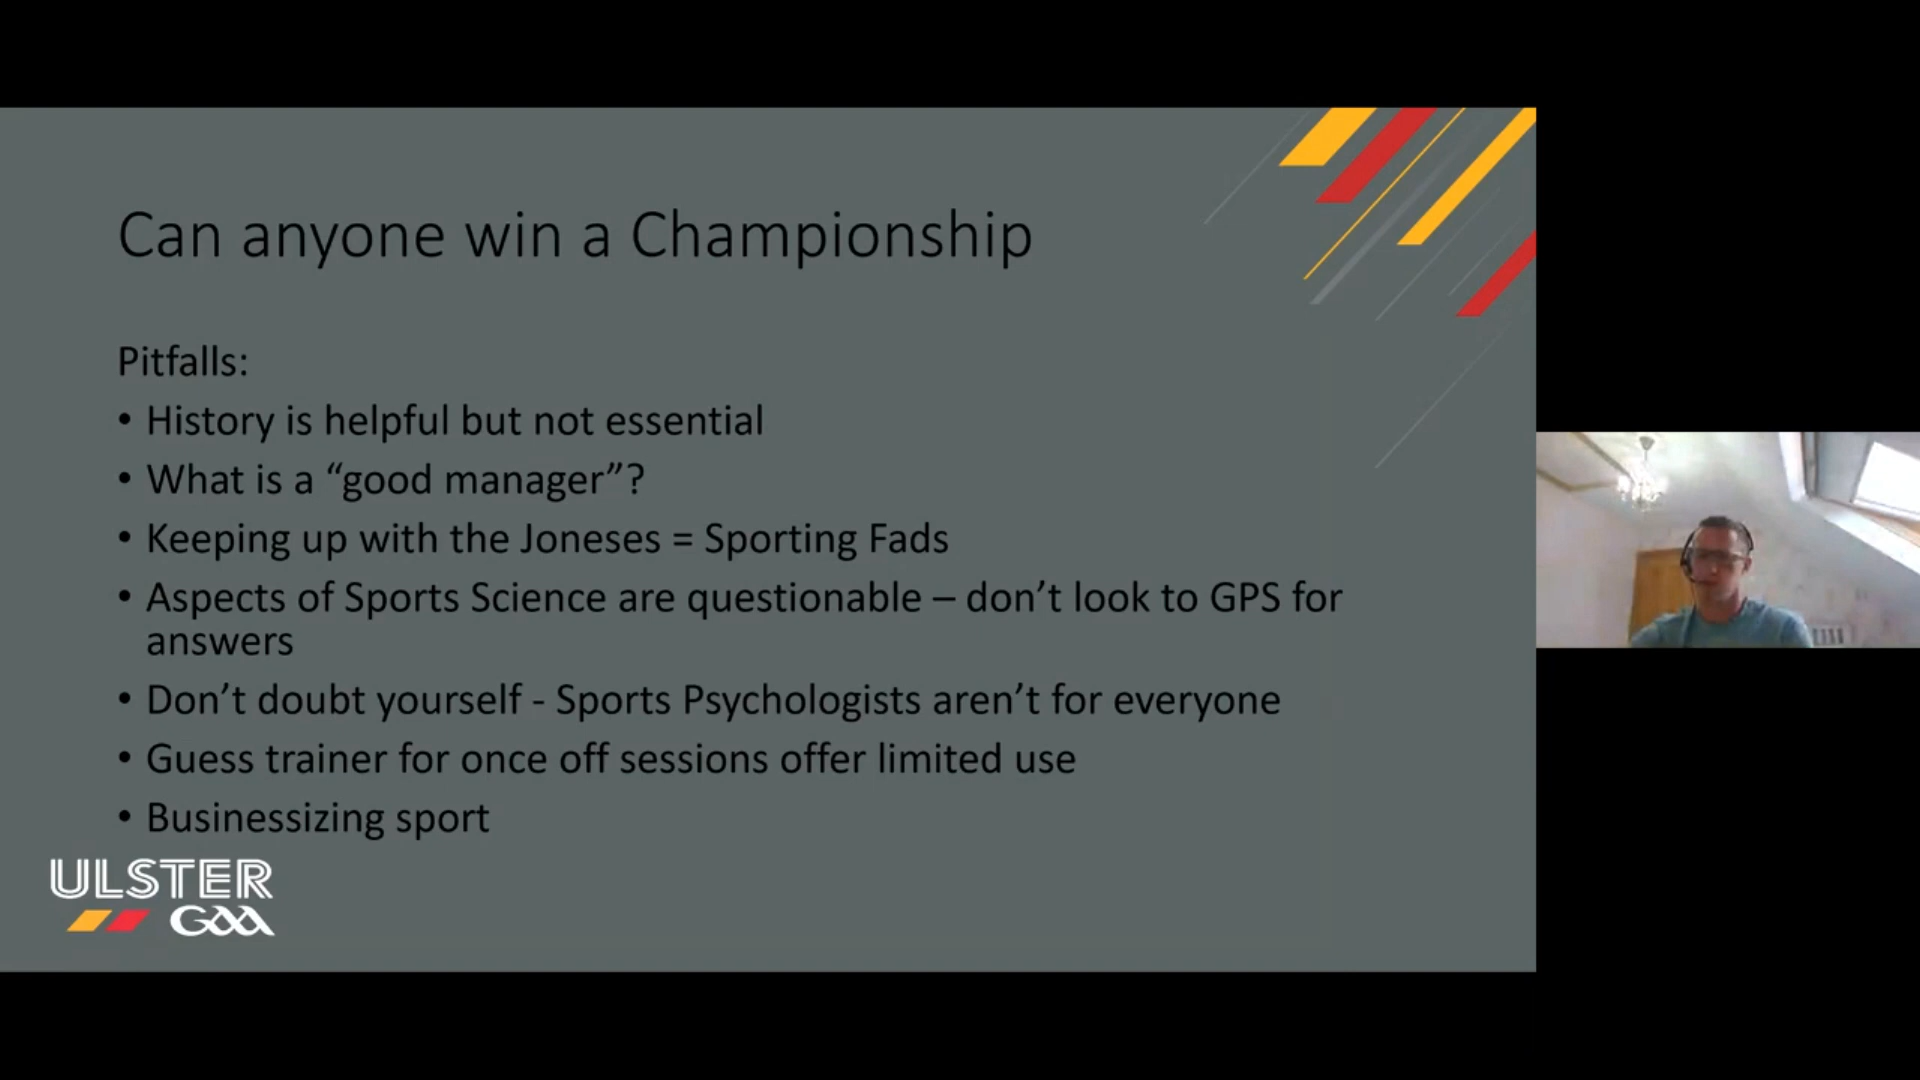 Can anyone win a Championship
Pitfalls:
• History is helpful but not essential
• What is a “good manager”?
• Keeping up with the Joneses = Sporting Fads
• Aspects of Sports Science are questionable – don’t look to GPS for
answers
• Don’t doubt yourself - Sports Psychologists aren’t for everyone
• Guess trainer for once off sessions offer limited use
• Businessizing sport
ULSTER
GAA